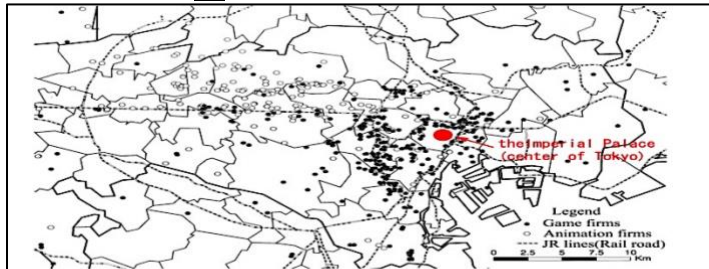 theImperial Palace
(center of Tokyo)
Legend
Game firms
Animation firms
JR lines(Rail road)
0 2.5 5 7.5 10
Km